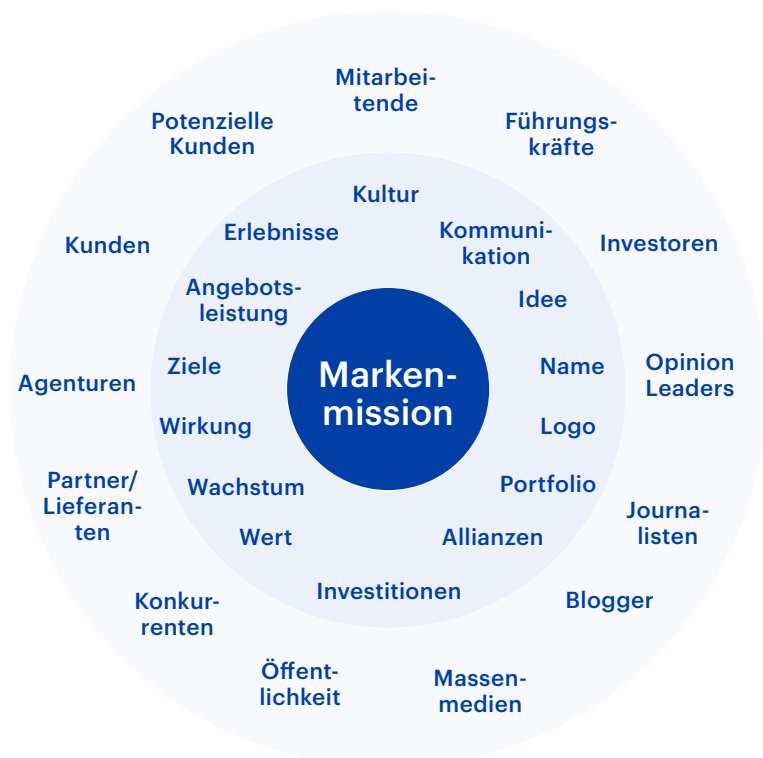 Mitarbei-
tende
Potenzielle
Kunden
Führungs-
kräfte
Kultur
Erlebnisse
Kommuni-
kation
Kunden
Investoren
Angebots-
leistung
Idee
Marken-
mission
Ziele
Name
Opinion
Leaders
Agenturen
Wirkung
Logo
Partner/
Lieferan-
ten
Wachstum
Portfolio
Journa-
listen
Wert
Allianzen
Investitionen
Konkur-
renten
Blogger
Öffent-
lichkeit
Massen-
medien